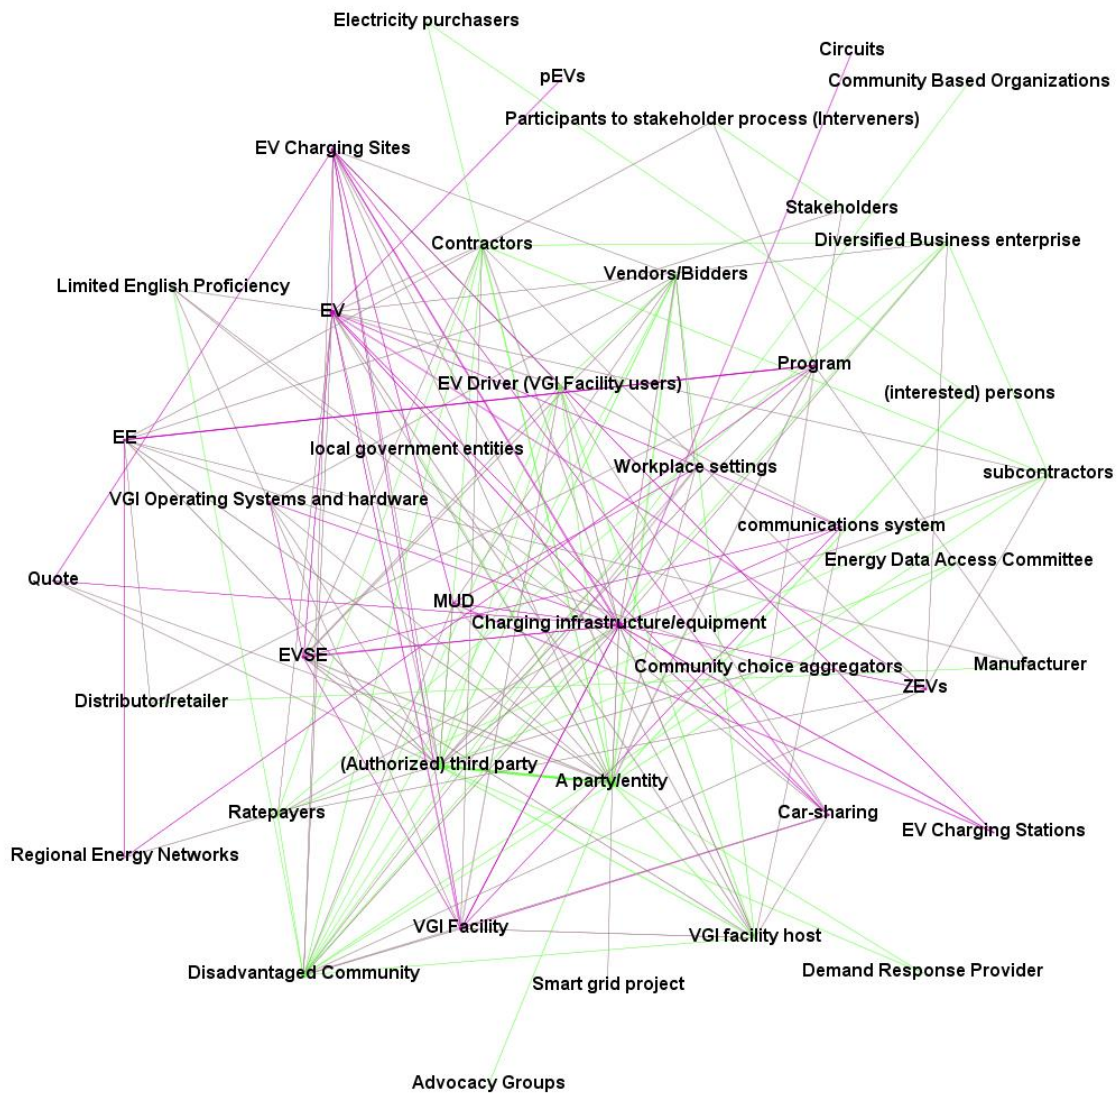 Electricity purchasers
Circuits
pEVs
Community Based Organizations
Participants to stakeholder process (Interveners)
EV Charging Sites
Stakeholders
Contractors
Diversified Business enterprise
Vendors/Bidders
Limited English Proficiency
EV
Program
EV Driver (VGI Facility users)
(interested) persons
EE
local government entities
Workplace settings
subcontractors
VGI Operating Systems and hardware
communications system
Energy Data Access Committee
Quote
MUD
Charging infrastructure/equipment
EVSE
Community choice aggregators
Manufacturer
ZEVs
Distributor/retailer
(Authorized) third party
A party/entity
Ratepayers
Car-sharing
EV Charging Stations
Regional Energy Networks
VGI Facility
VGI facility host
Disadvantaged Community
Demand Response Provider
Smart grid project
Advocacy Groups